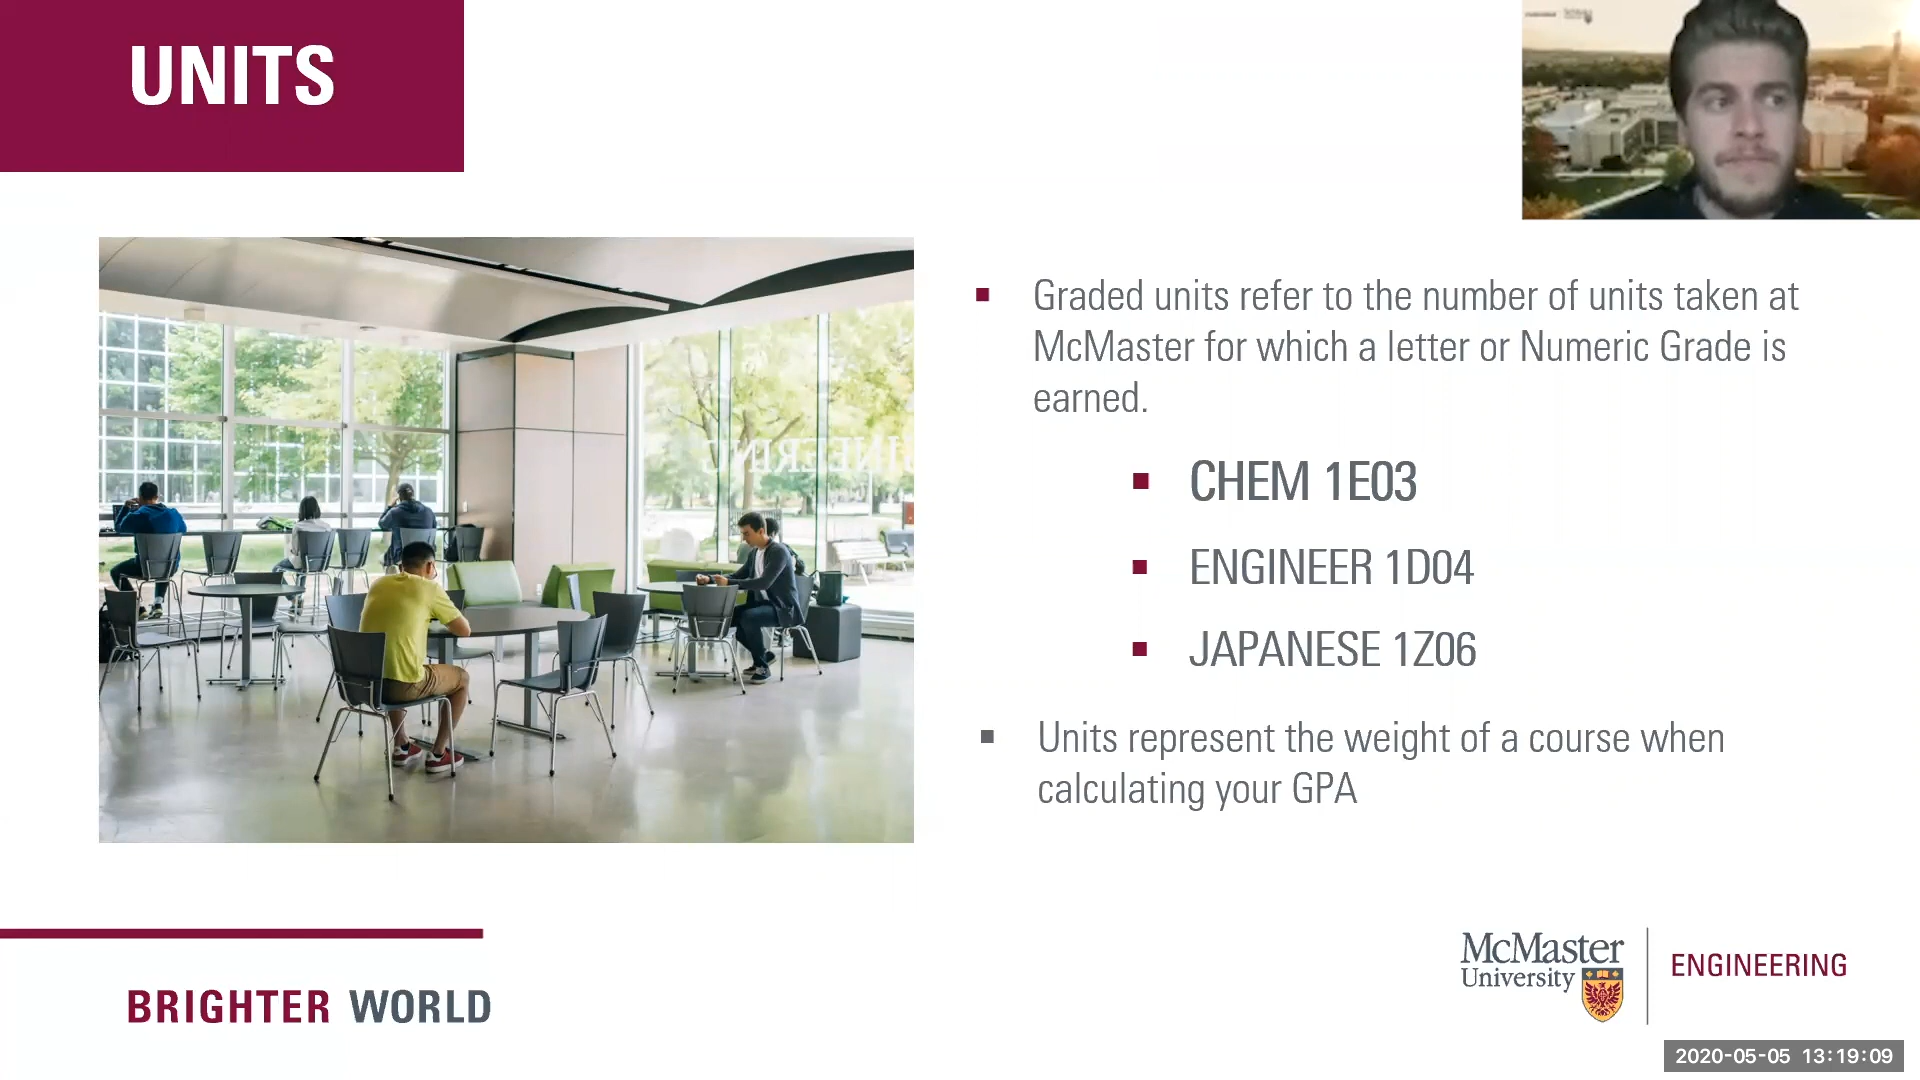 UNITS
Graded units refer to the number of units taken at
McMaster for which a letter or Numeric Grade is
earned.
CHEM 1E03
ENGINEER 1D04
JAPANESE 1Z06
Units represent the weight of a course when
calculating your GPA
BRIGHTER WORLD
McMaster
University
ENGINEERING
2020-05-05 13:19:09